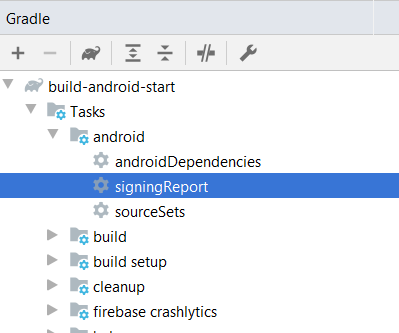 Gradle
build-android-start
Tasks
android
androidDependencies
signingReport
sourceSets
build
build setup
cleanup
firebase crashlytics